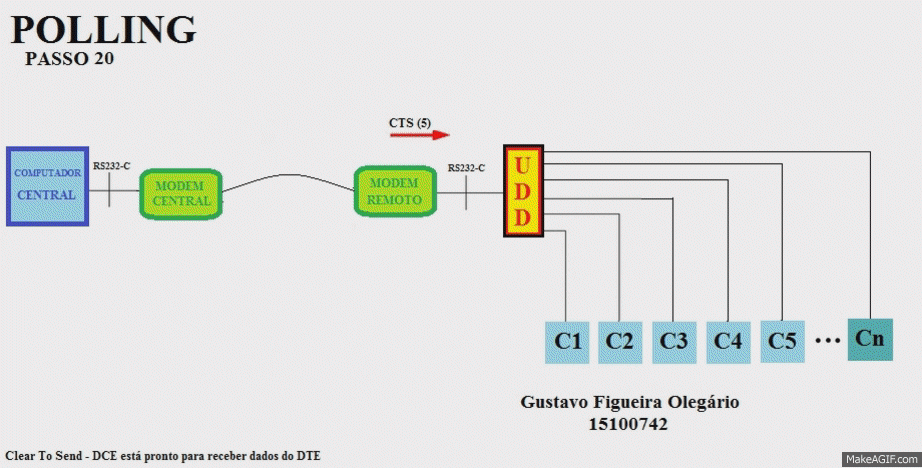 POLLING
PASSO 20
CTS (5)
COMPUTADOR
CENTRAL
RS232-C
MODEM
CENTRAL
MODEM
REMOTO
RS232-C
U
D
D
C1 C2 C3 C4 C5 ... Cn
Gustavo Figueira Olegário
15100742
Clear To Send - DCE está pronto para receber dados do DTE
MakeAGIF.com